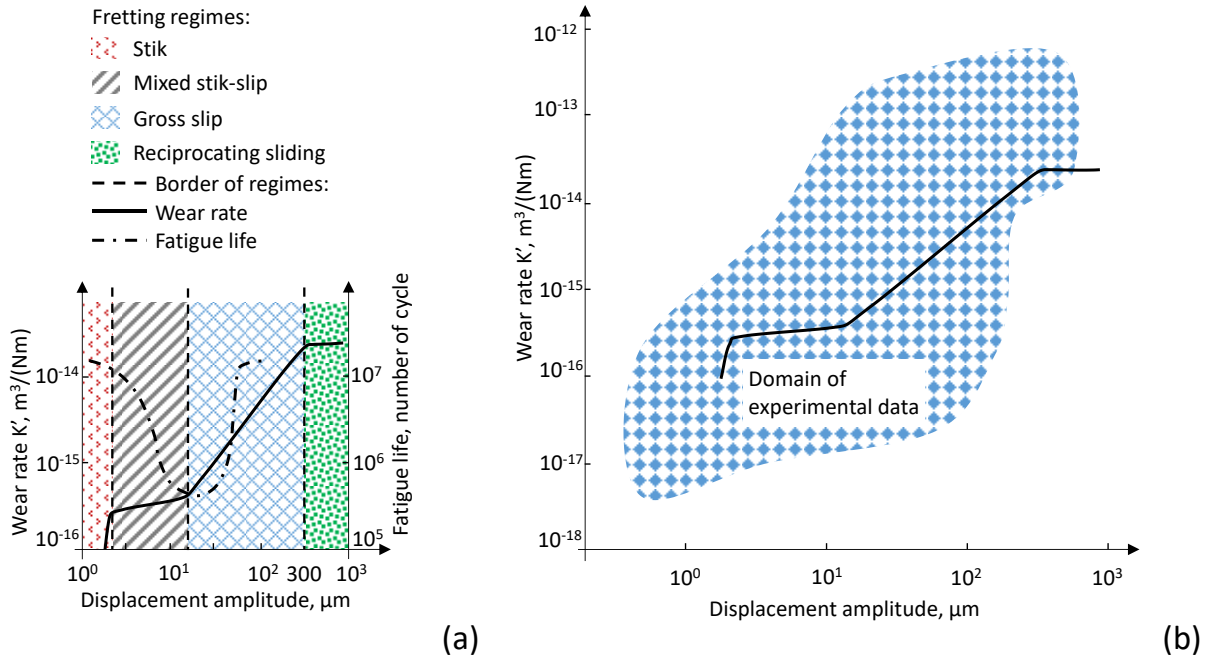 Fretting regimes:
Stik
Mixed stik-slip
Gross slip
Reciprocating sliding
Border of regimes:
Wear rate
Fatigue life
Wear rate K', m³/(Nm)
10⁻¹⁴
10⁻¹⁵
10⁻¹⁶
10⁷
10⁶
10⁵
Fatigue life, number of cycle
10⁰ 10¹ 10² 300 10³
Displacement amplitude, μm
(a)
Wear rate K', m³/(Nm)
10⁻¹²
10⁻¹³
10⁻¹⁴
10⁻¹⁵
10⁻¹⁶
10⁻¹⁷
10⁻¹⁸
Domain of
experimental data
10⁰ 10¹ 10² 10³
Displacement amplitude, μm
(b)